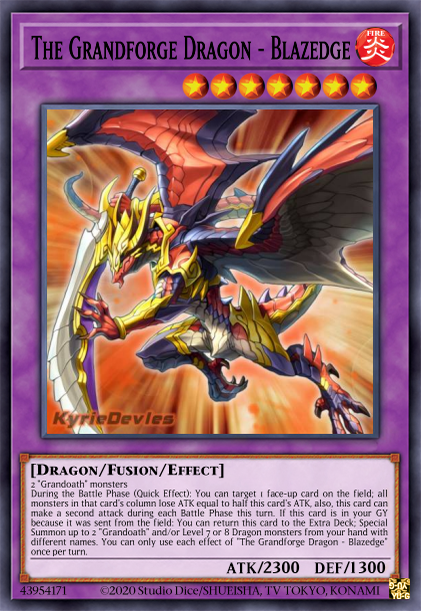 The Grandforge Dragon - Blazedge
FIRE
炎
KyrieDevies
[Dragon/Fusion/Effect]
2 "Grandoath" monsters
During the Battle Phase (Quick Effect): You can target 1 face-up card on the field; all
monsters in that card's column lose ATK equal to half this card's ATK, also, this card can
make a second attack during each Battle Phase this turn. If this card is in your GY
because it was sent from the field: You can return this card to the Extra Deck; Special
Summon up to 2 "Grandoath" and/or Level 7 or 8 Dragon monsters from your hand with
different names. You can only use each effect of "The Grandforge Dragon - Blazedge"
once per turn.
ATK/2300 DEF/1300
43954171 ©2020 Studio Dice/SHUEISHA, TV TOKYO, KONAMI